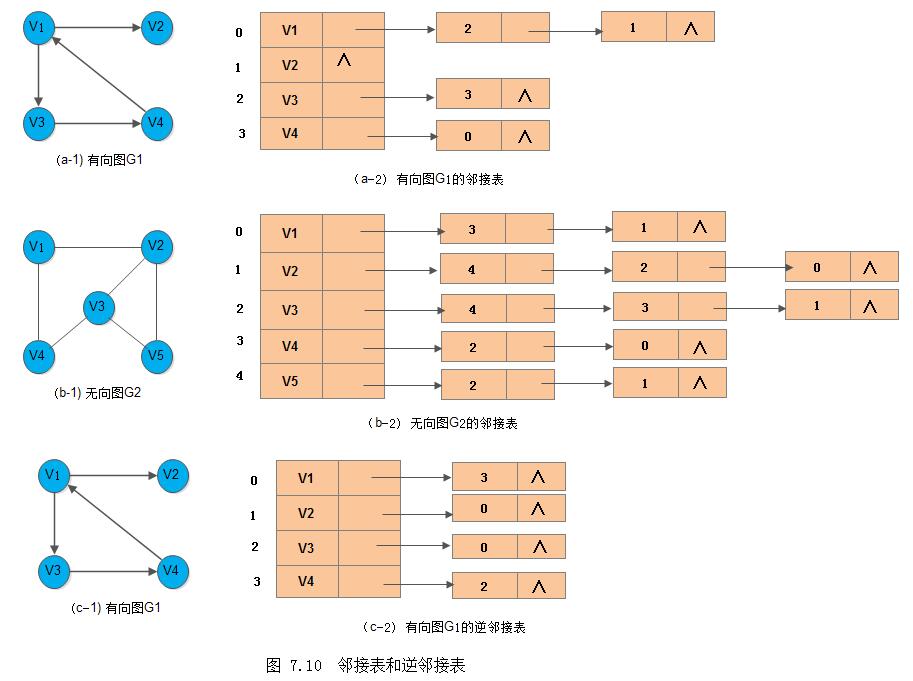 V1 V2
V3 V4
(a-1) 有向图G1
0 V1 2 1 ∧
1 V2 ∧
2 V3 3 ∧
3 V4 0 ∧
(a-2) 有向图G1的邻接表
V1 V2
V3
V4 V5
(b-1) 无向图G2
0 V1 3 1 ∧
1 V2 4 2 0 ∧
2 V3 4 3 1 ∧
3 V4 2 0 ∧
4 V5 2 1 ∧
(b-2) 无向图G2的邻接表
V1 V2
V3 V4
(c-1) 有向图G1
0 V1 3 ∧
1 V2 0 ∧
2 V3 0 ∧
3 V4 2 ∧
(c-2) 有向图G1的逆邻接表
图 7.10 邻接表和逆邻接表